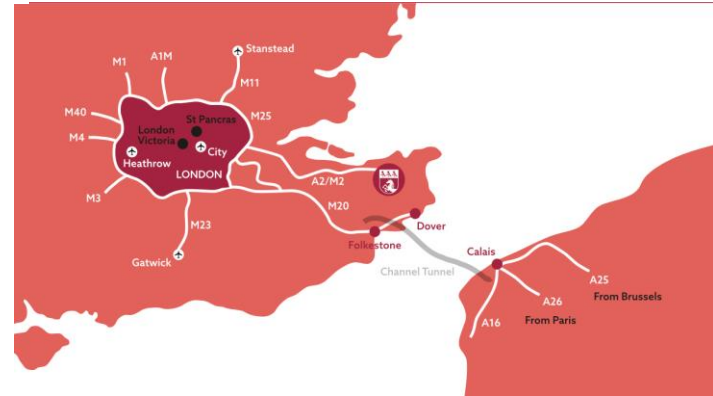 Stanstead
A1M
M1
M11
M40
St Pancras
M25
London
Victoria
M4
City
Heathrow
LONDON
A2/M2
M3
M20
M23
Dover
Folkestone
Calais
Gatwick
Channel Tunnel
A25
A26
From Brussels
A16
From Paris